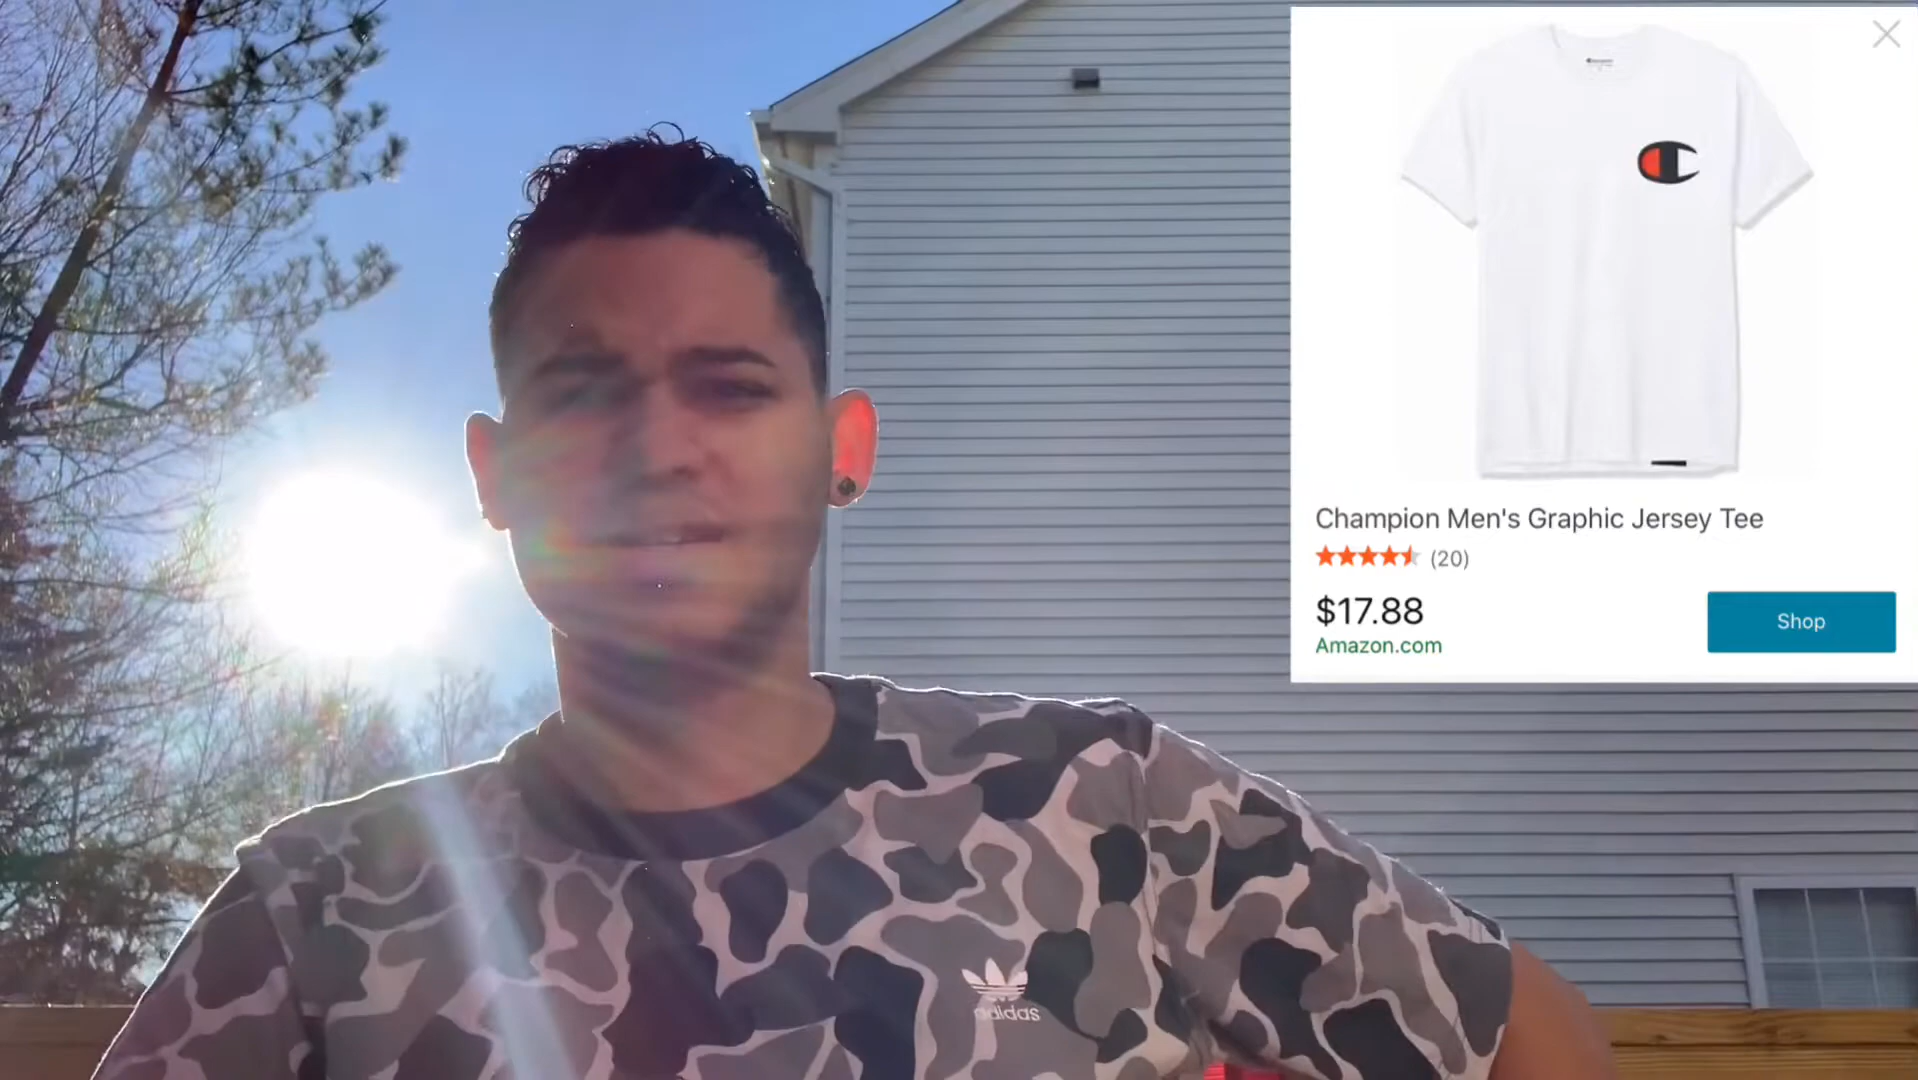 Champion Men's Graphic Jersey Tee
(20)
$17.88
Amazon.com
Shop
adidas